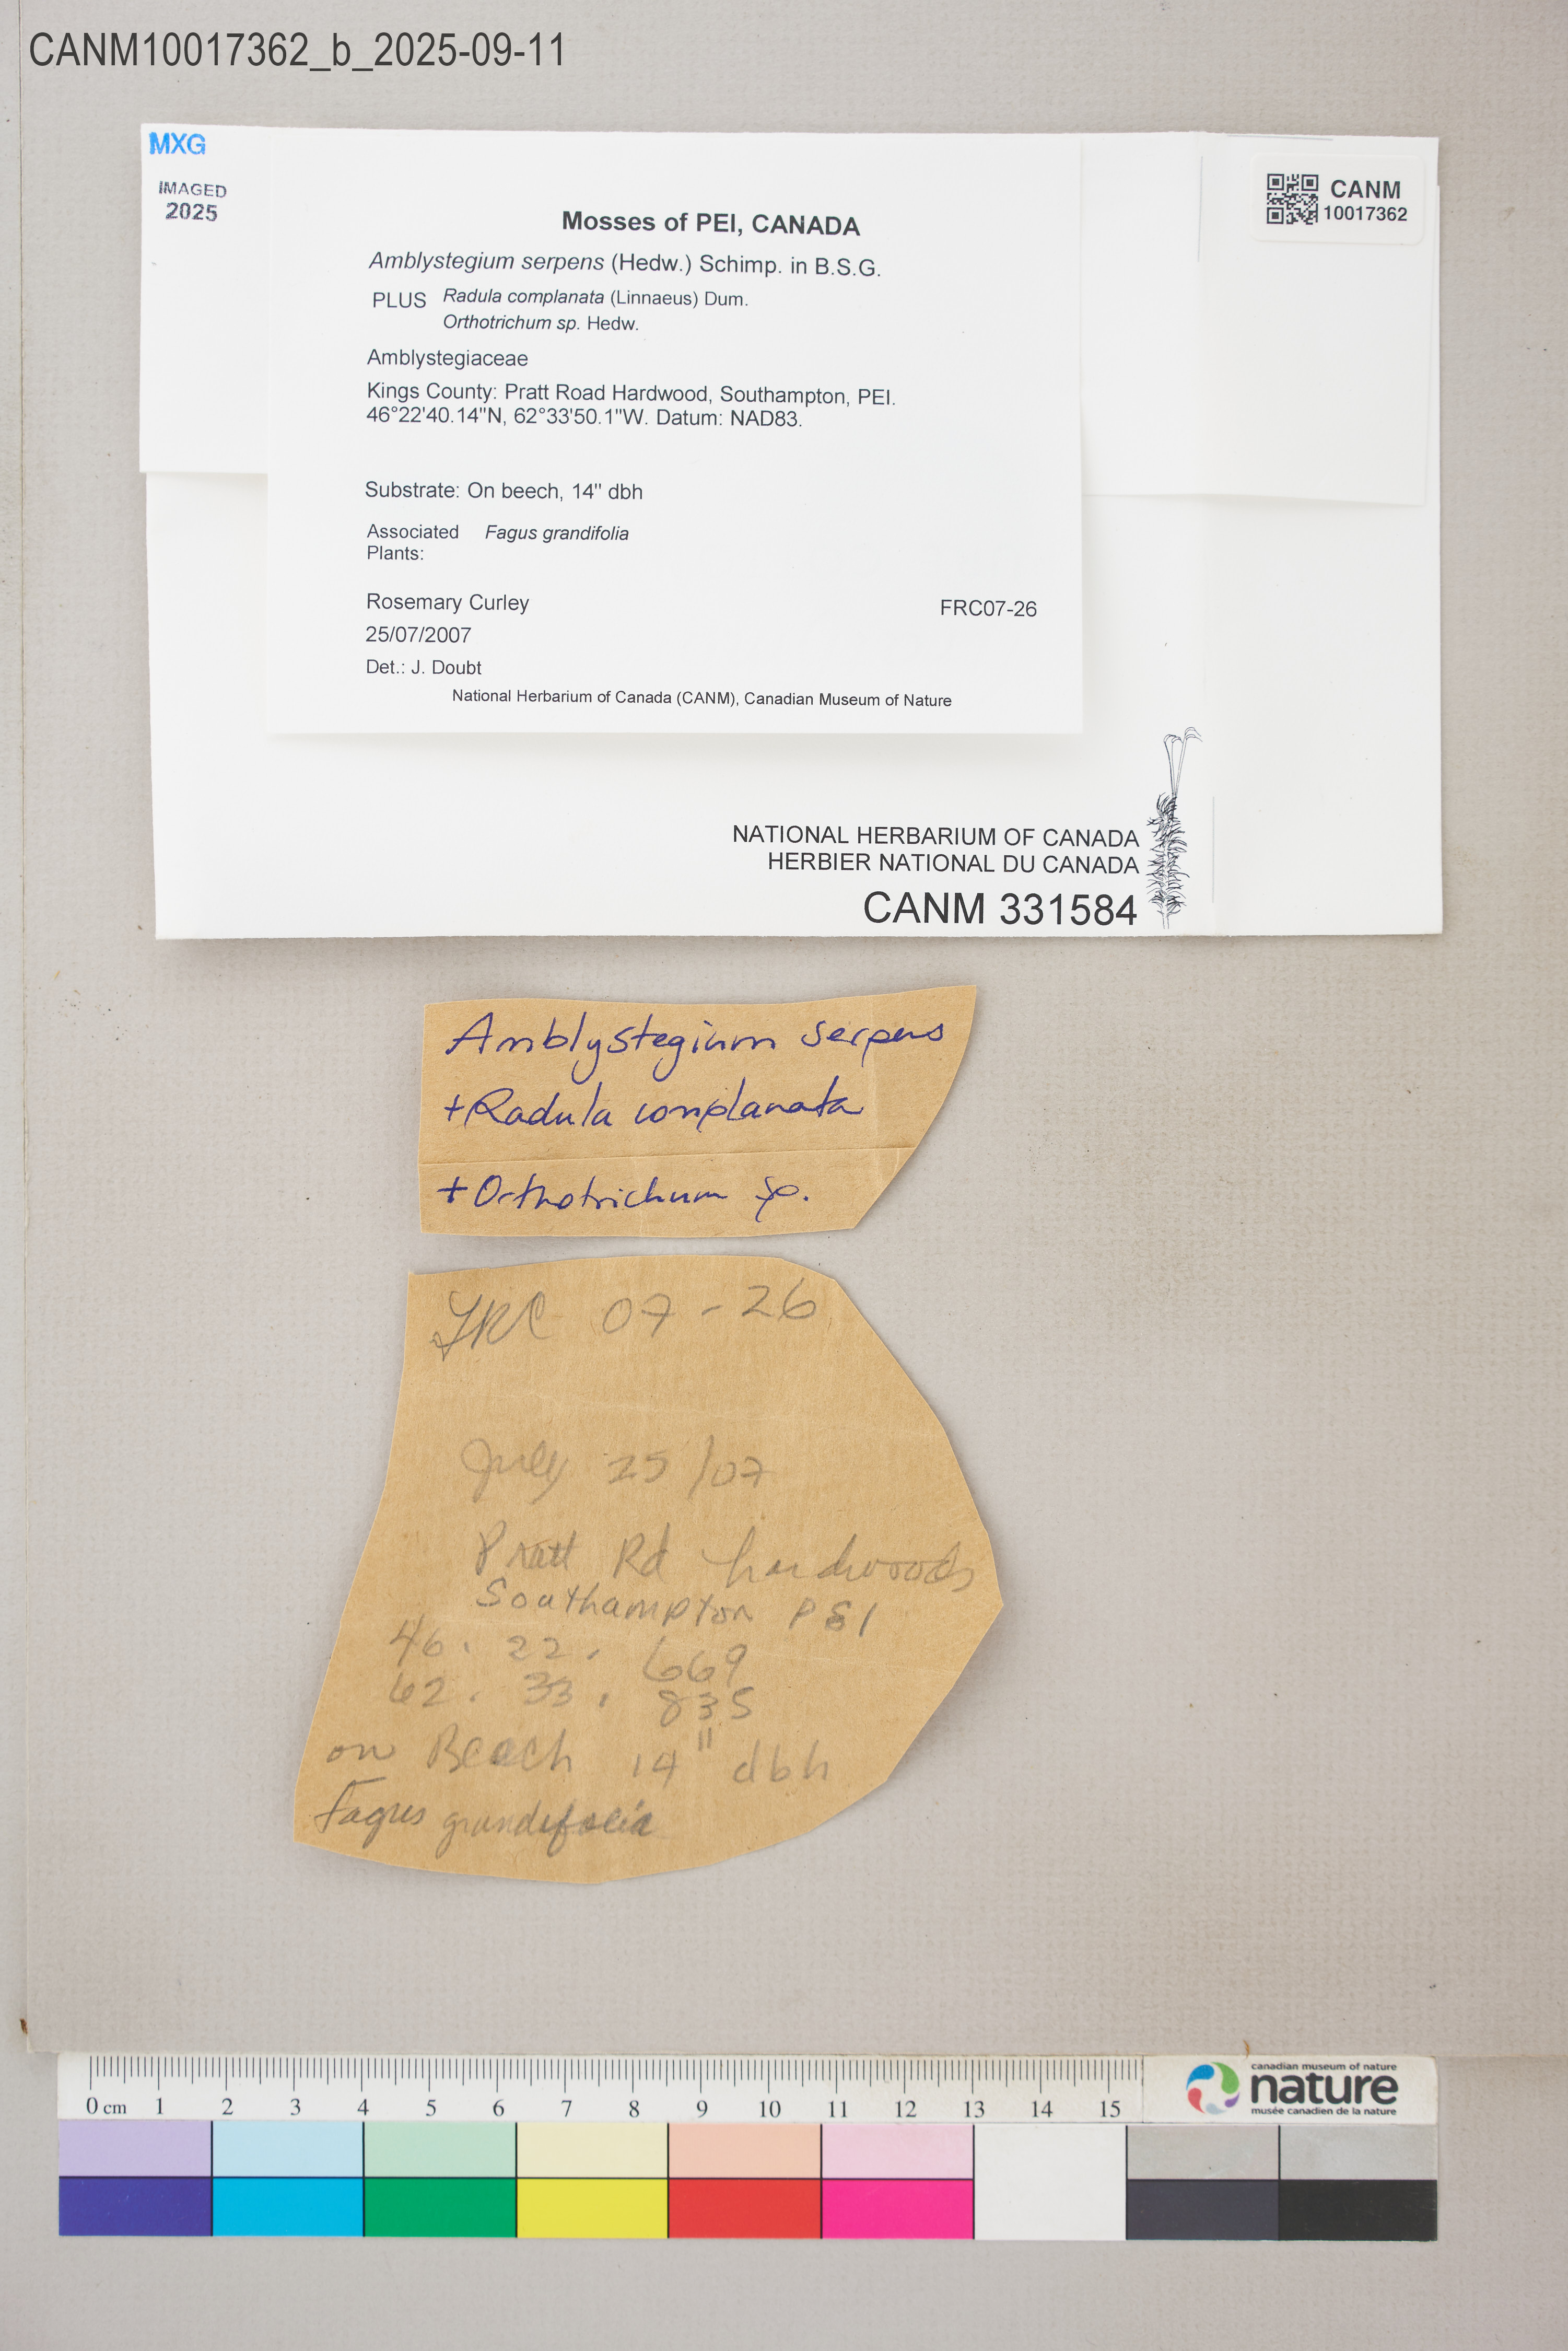 CANM10017362_b_2025-09-11
MXG
IMAGED
2025
CANM
10017362
Mosses of PEI, CANADA
Amblystegium serpens (Hedw.) Schimp. in B.S.G.
PLUS Radula complanata (Linnaeus) Dum.
Orthotrichum sp. Hedw.
Amblystegiaceae
Kings County: Pratt Road Hardwood, Southampton, PEI.
46°22'40.14"N, 62°33'50.1"W. Datum: NAD83.
Substrate: On beech, 14" dbh
Associated Fagus grandifolia
Plants:
Rosemary Curley FRC07-26
25/07/2007
Det.: J. Doubt
National Herbarium of Canada (CANM), Canadian Museum of Nature
NATIONAL HERBARIUM OF CANADA
HERBIER NATIONAL DU CANADA
CANM 331584
Amblystegium serpens
+Radula complanata
+Orthotrichum sp.
FRC 07-26
July 25/07
Pratt Rd hardwoods
Southampton PEI
46. 22. 669
62. 33. 835
on Beech 14" dbh
Fagus grandifolia
0 cm 1 2 3 4 5 6 7 8 9 10 11 12 13 14 15
canadian museum of nature
nature
musée canadien de la nature